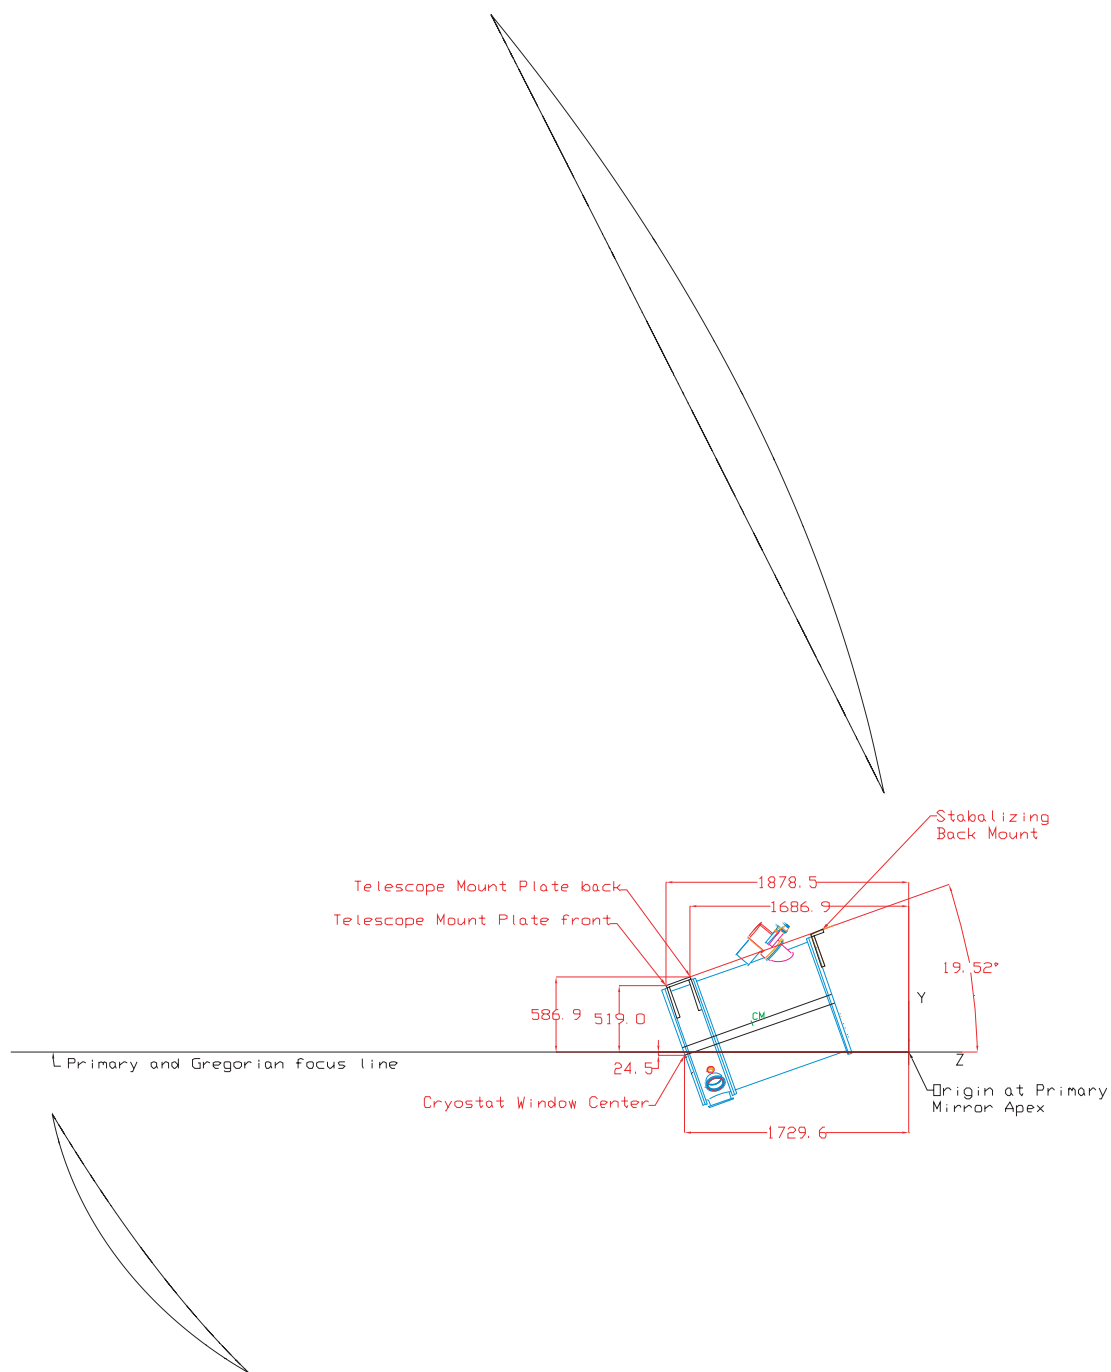 Stabalizing
Back Mount
1878.5
Telescope Mount Plate back
1686.9
Telescope Mount Plate front
19.52°
Y
586.9
519.0
CM
Primary and Gregorian focus line
24.5
Z
Cryostat Window Center
Origin at Primary
Mirror Apex
1729.6